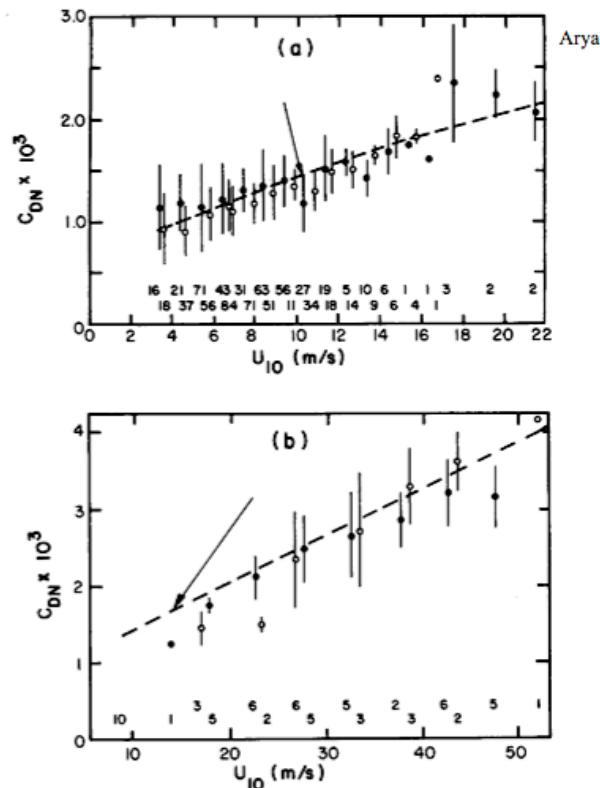 Arya
(a)
3.0
2.0
1.0
0
C_DN × 10³
16 21 71 43 31 63 56 27 19 5 10 6 1 1 3 2 2
18 37 56 84 71 51 11 34 18 14 9 6 4 1
0 2 4 6 8 10 12 14 16 18 20 22
U₁₀ (m/s)
(b)
4
3
2
1
0
C_DN × 10³
3 6 6 5 2 6 5 1
10 1 5 2 5 3 3 2
10 20 30 40 50
U₁₀ (m/s)